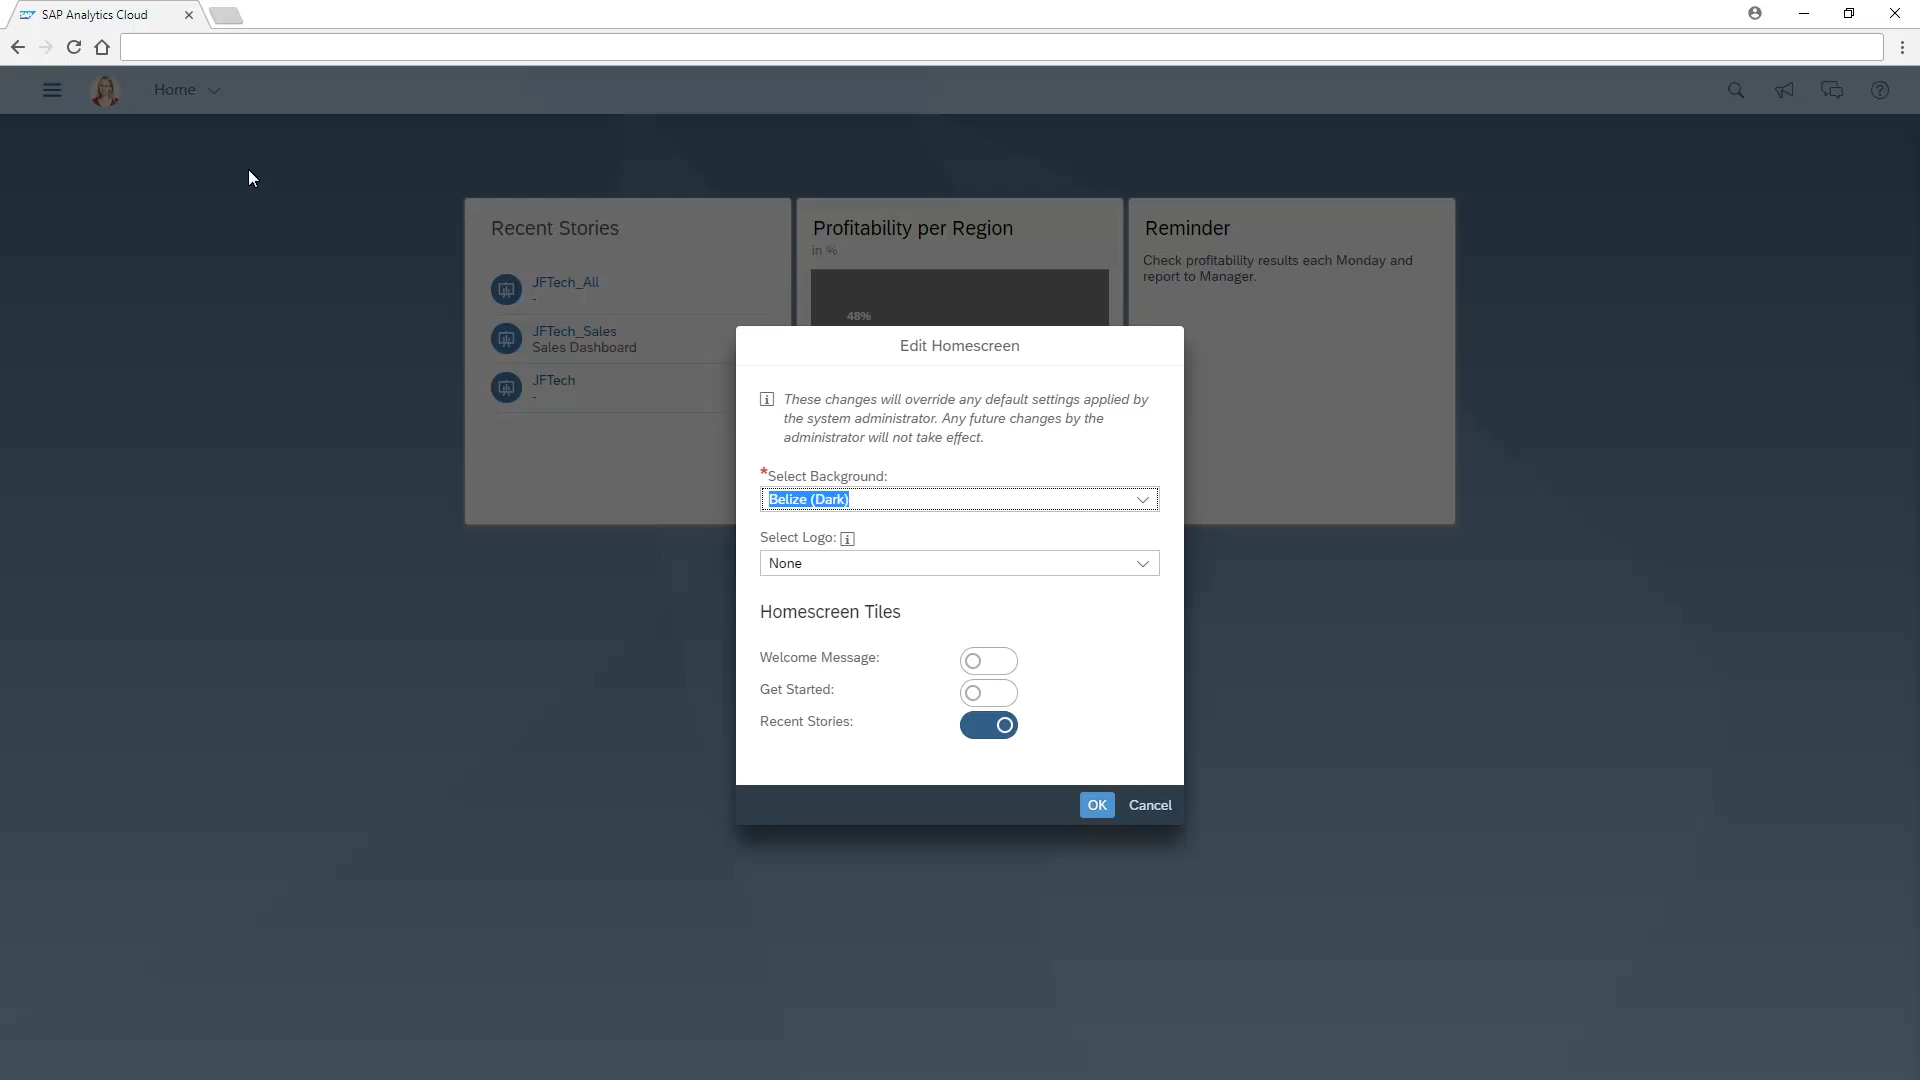 SAP Analytics Cloud
Home
Recent Stories
JFTech_All
-
JFTech_Sales
Sales Dashboard
JFTech
-
Profitability per Region
in %
48%
Reminder
Check profitability results each Monday and
report to Manager.
Edit Homescreen
These changes will override any default settings applied by
the system administrator. Any future changes by the
administrator will not take effect.
*Select Background:
Belize (Dark)
Select Logo:
None
Homescreen Tiles
Welcome Message:
Get Started:
Recent Stories:
OK Cancel